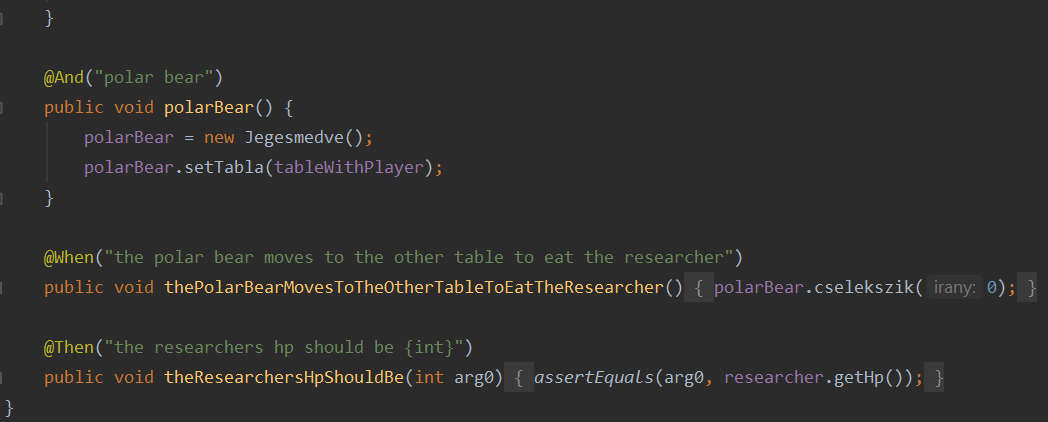 }
@And("polar bear")
public void polarBear() {
polarBear = new Jegesmedve();
polarBear.setTabla(tableWithPlayer);
}
@When("the polar bear moves to the other table to eat the researcher")
public void thePolarBearMovesToTheOtherTableToEatTheResearcher() { polarBear.cselekszik( irany: 0); }
@Then("the researchers hp should be {int}")
public void theResearchersHpShouldBe(int arg0) { assertEquals(arg0, researcher.getHp()); }
}